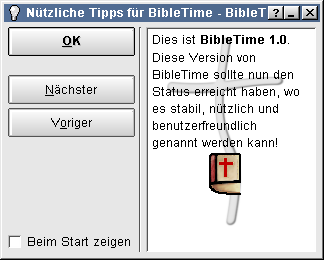 Nützliche Tipps für BibleTime - BibleT
OK
Nächster
Voriger
Beim Start zeigen
Dies ist BibleTime 1.0.
Diese Version von
BibleTime sollte nun den
Status erreicht haben, wo
es stabil, nützlich und
benutzerfreundlich
genannt werden kann!